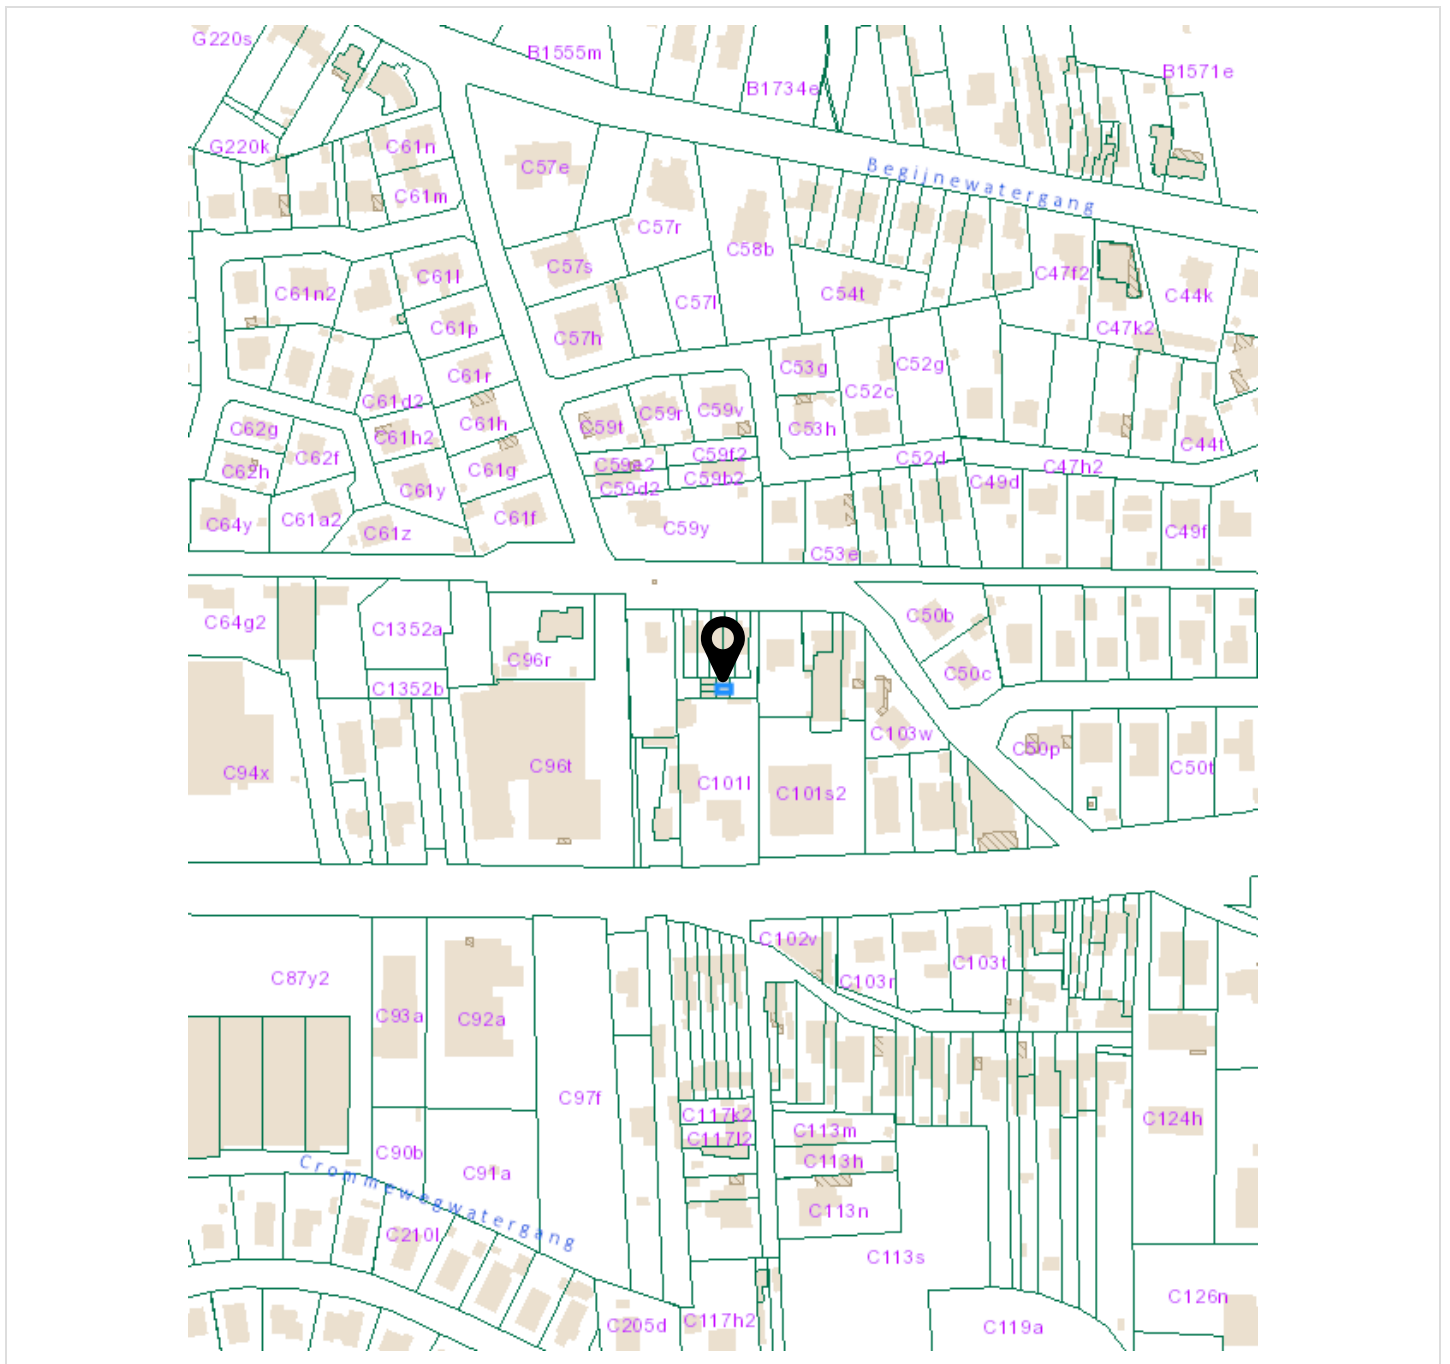 G220s
B1555m
B1571e
B1734e
G220k
C61n
C57e
Begijnewatergang
C61m
C57r
C58b
C57s
C61l
C47f2
C61n2
C54t
C44k
C57l
C61p
C47k2
C57h
C53g
C52g
C61r
C52c
C61d2
C59v
C59r
C61h
C59t
C62g
C53h
C61h2
C44t
C59f2
C62f
C52d
C59e2
C47h2
C62h
C61g
C59b2
C49d
C59d2
C61y
C61f
C61a2
C64y
C59y
C49f
C61z
C53e
C50b
C64g2
C1352a
C96r
C50c
C1352b
C103w
C50p
C96t
C50t
C94x
C101l
C101s2
C102v
C103t
C87y2
C103r
C93a
C92a
C97f
C117k2
C124h
C113m
C117l2
C90b
C113h
Crommewegwatergang
C91a
C113n
C210l
C113s
C126n
C117h2
C205d
C119a